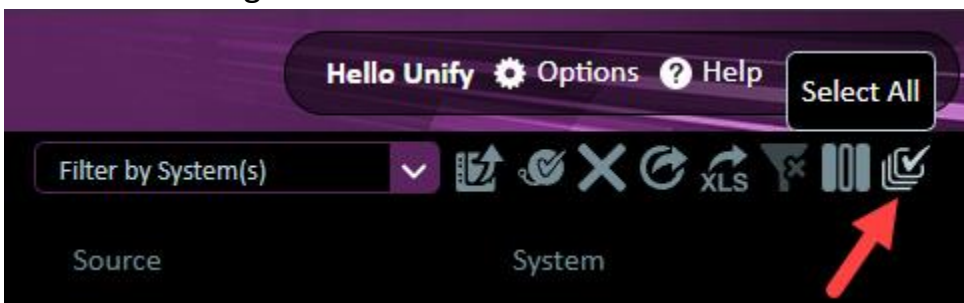 Hello Unify Options Help
Select All
Filter by System(s)
XLS
Source System